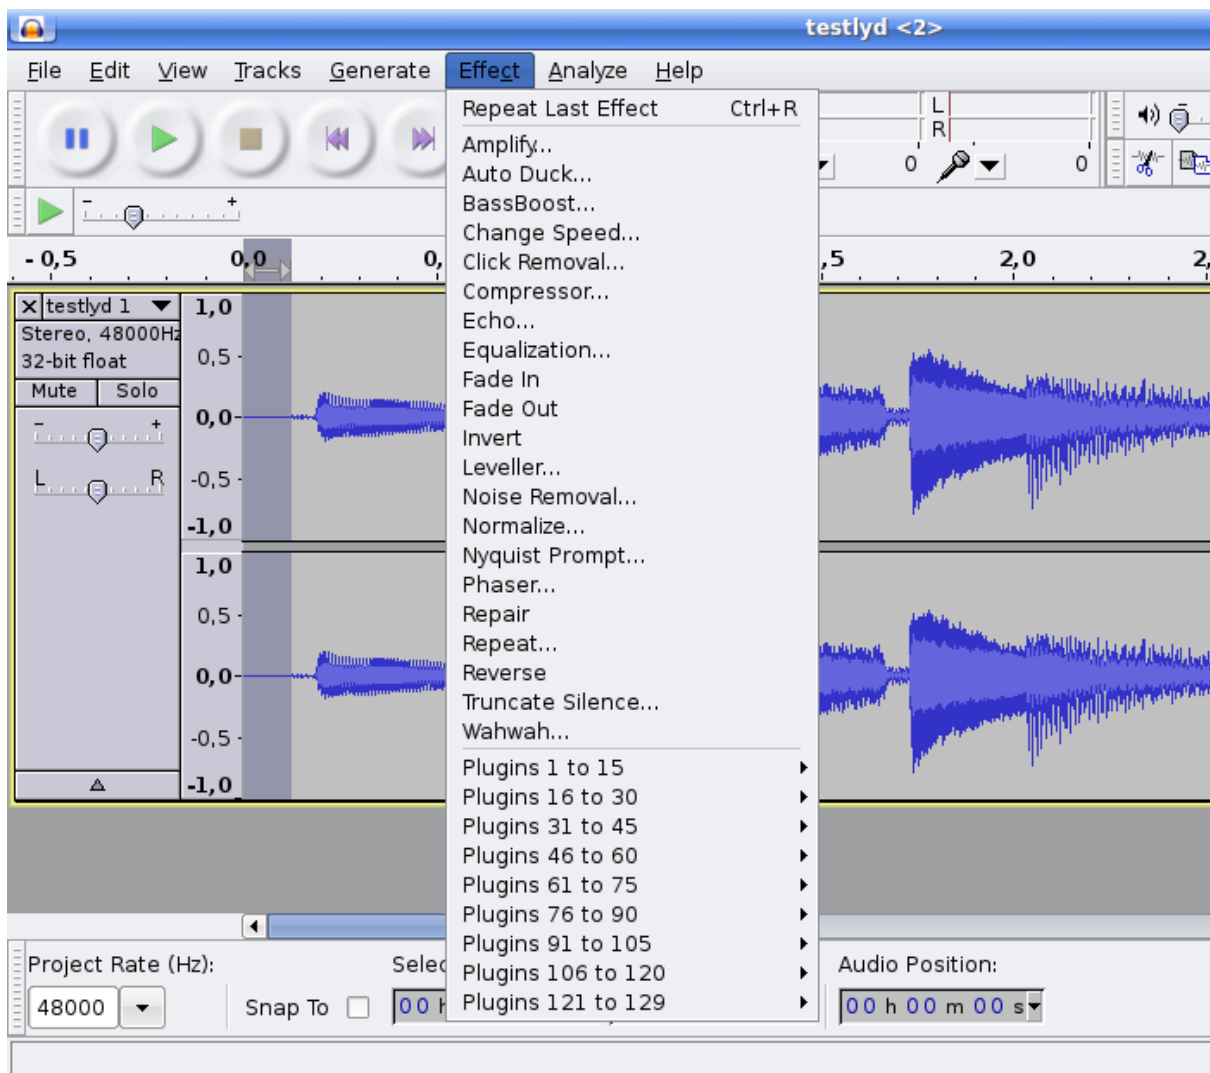 testlyd <2>
File Edit View Tracks Generate Effect Analyze Help
Repeat Last Effect Ctrl+R
L
R
0 0
Amplify...
Auto Duck...
BassBoost...
Change Speed...
Click Removal...
Compressor...
Echo...
Equalization...
Fade In
Fade Out
Invert
Leveller...
Noise Removal...
Normalize...
Nyquist Prompt...
Phaser...
Repair
Repeat...
Reverse
Truncate Silence...
Wahwah...
Plugins 1 to 15
Plugins 16 to 30
Plugins 31 to 45
Plugins 46 to 60
Plugins 61 to 75
Plugins 76 to 90
Plugins 91 to 105
Plugins 106 to 120
Plugins 121 to 129
- +
- 0,5 0,0 0, ,5 2,0 2,
testlyd 1
Stereo, 48000Hz
32-bit float
Mute Solo
- +
L R
1,0
0,5
0,0
-0,5
-1,0
1,0
0,5
0,0
-0,5
-1,0
Project Rate (Hz): Selec Audio Position:
48000 Snap To 00 h 00 h 00 m 00 s